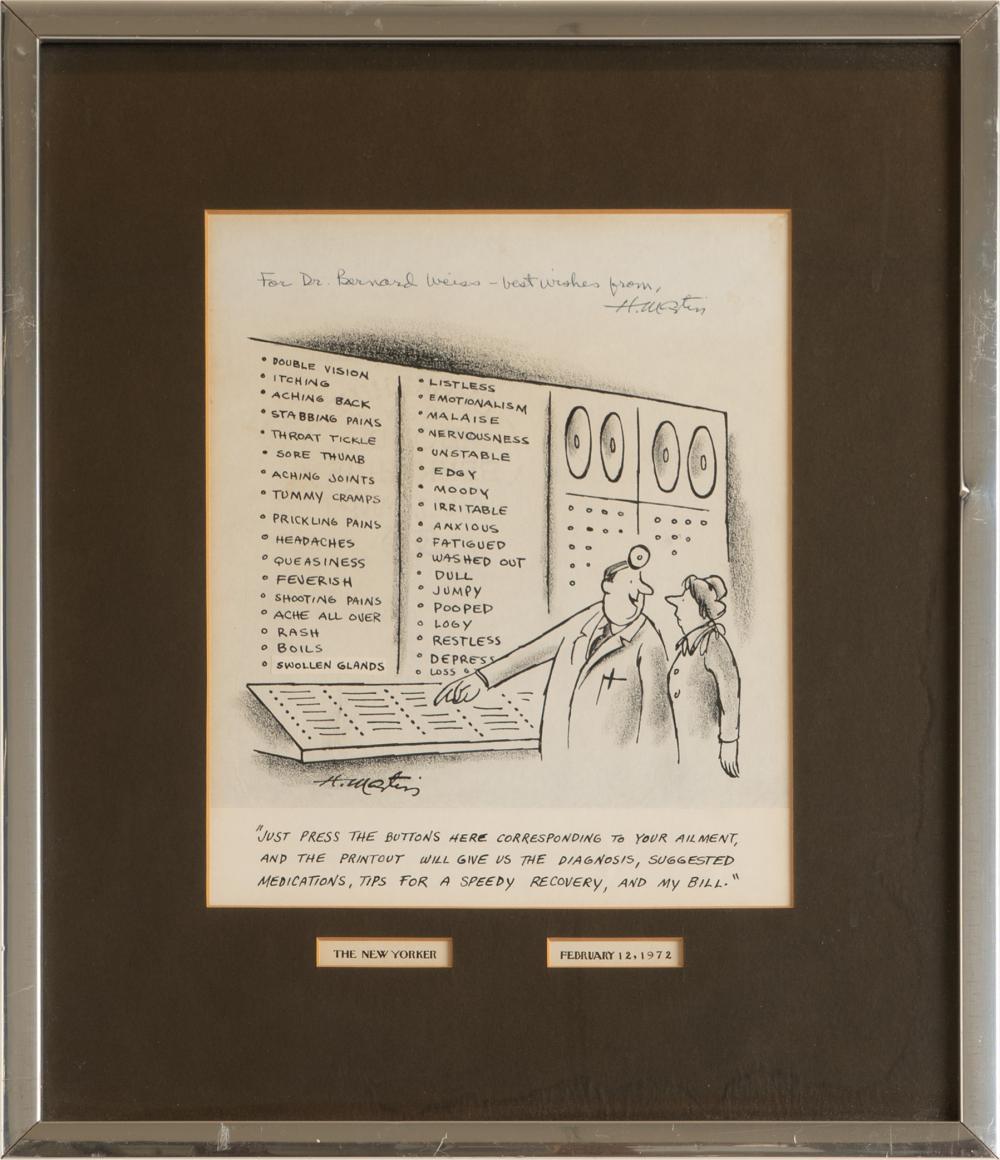 For Dr. Bernard Weiss - best wishes from,
H. Martin
• DOUBLE VISION
• ITCHING
• ACHING BACK
• STABBING PAINS
• THROAT TICKLE
• SORE THUMB
• ACHING JOINTS
• TUMMY CRAMPS
• PRICKLING PAINS
• HEADACHES
• QUEASINESS
• FEVERISH
• SHOOTING PAINS
• ACHE ALL OVER
• RASH
• BOILS
• SWOLLEN GLANDS
• LISTLESS
• EMOTIONALISM
• MALAISE
• NERVOUSNESS
• UNSTABLE
• EDGY
• MOODY
• IRRITABLE
• ANXIOUS
• FATIGUED
• WASHED OUT
• DULL
• JUMPY
• POOPED
• LOGY
• RESTLESS
• DEPRESS
• LOSS
H. Martin
"JUST PRESS THE BUTTONS HERE CORRESPONDING TO YOUR AILMENT,
AND THE PRINTOUT WILL GIVE US THE DIAGNOSIS, SUGGESTED
MEDICATIONS, TIPS FOR A SPEEDY RECOVERY, AND MY BILL."
THE NEW YORKER
FEBRUARY 12, 1972